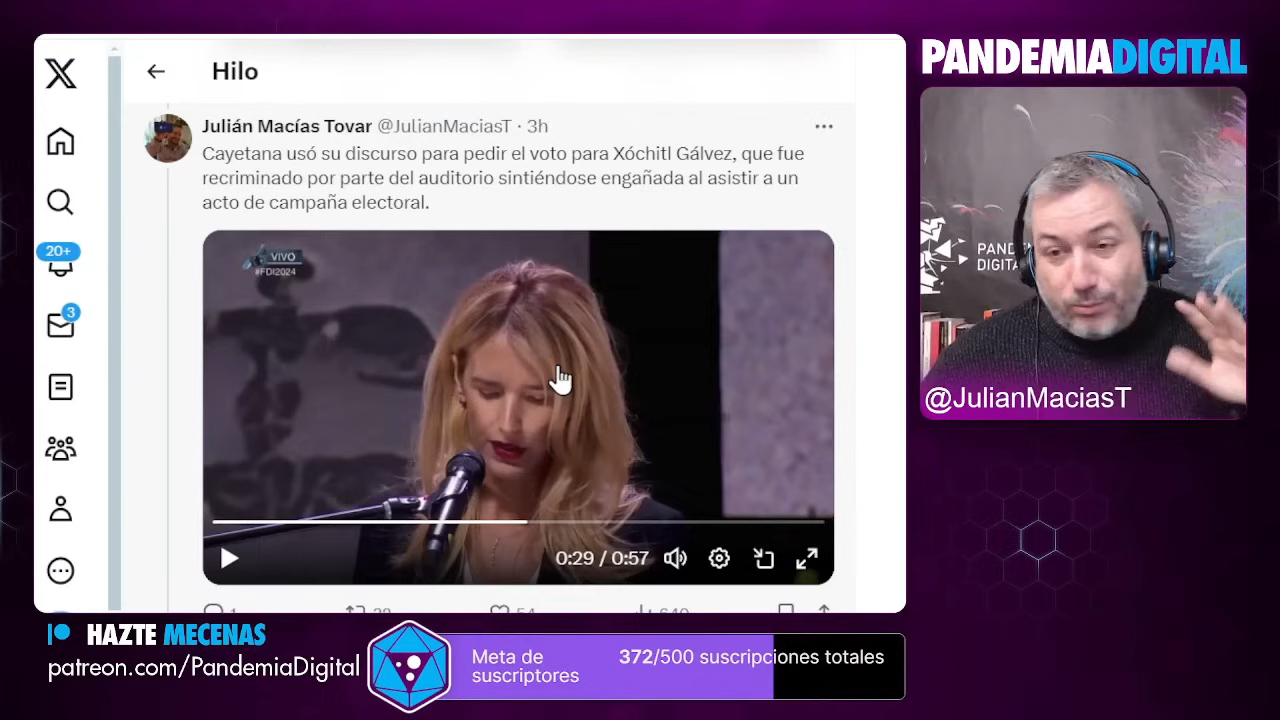 PANDEMIADIGITAL
Hilo
Julián Macías Tovar @JulianMaciasT · 3h
Cayetana usó su discurso para pedir el voto para Xóchitl Gálvez, que fue
recriminado por parte del auditorio sintiéndose engañada al asistir a un
acto de campaña electoral.
20+
3
VIVO
#FDI2024
0:29 / 0:57
PANDEM
DIGITA
@JulianMaciasT
HAZTE MECENAS
patreon.com/PandemiaDigital
Meta de
suscriptores
372/500 suscripciones totales